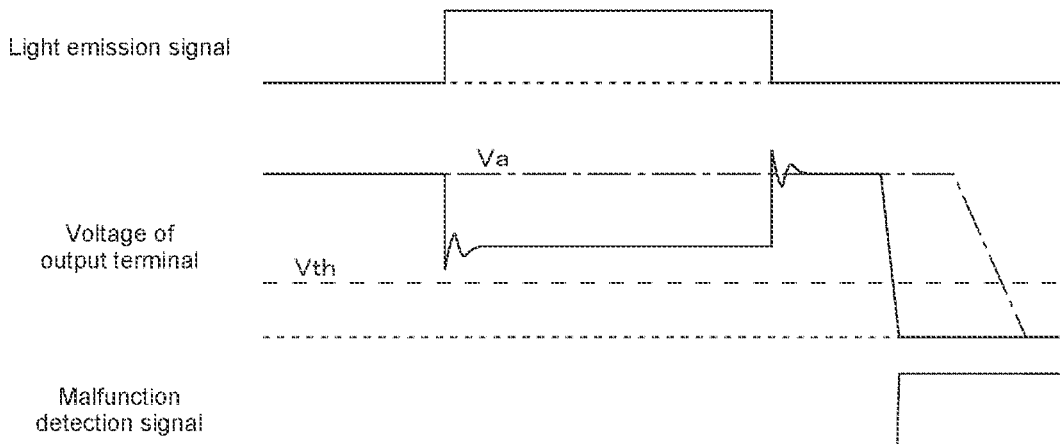 Light emission signal
Va
Voltage of
output terminal
Vth
Malfunction
detection signal